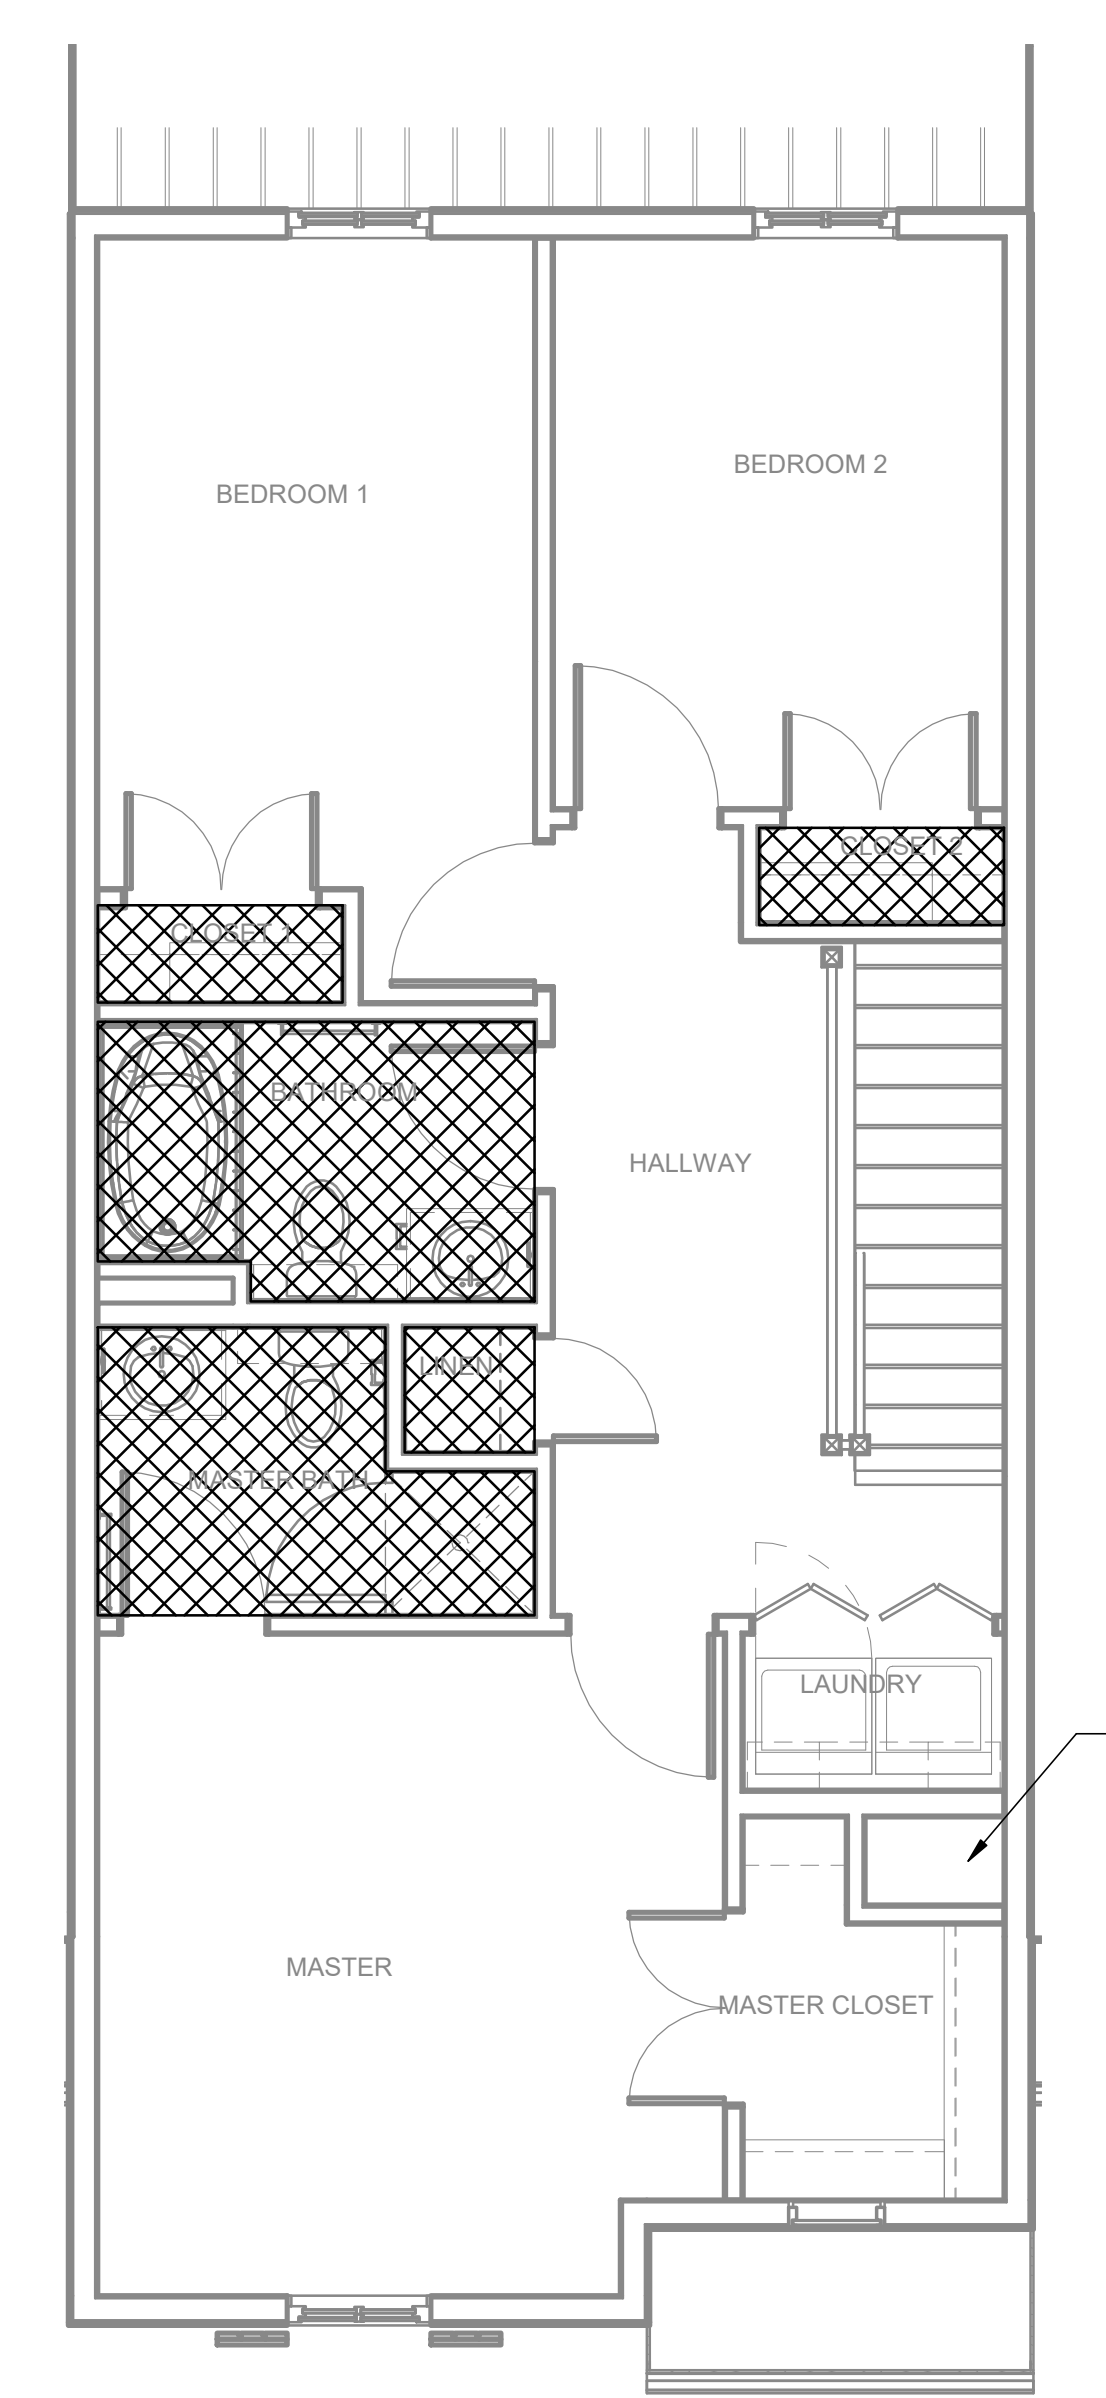 BEDROOM 2
BEDROOM 1
CLOSET 2
CLOSET 1
BATHROOM
HALLWAY
LINEN
MASTER BATH
LAUNDRY
MASTER
MASTER CLOSET